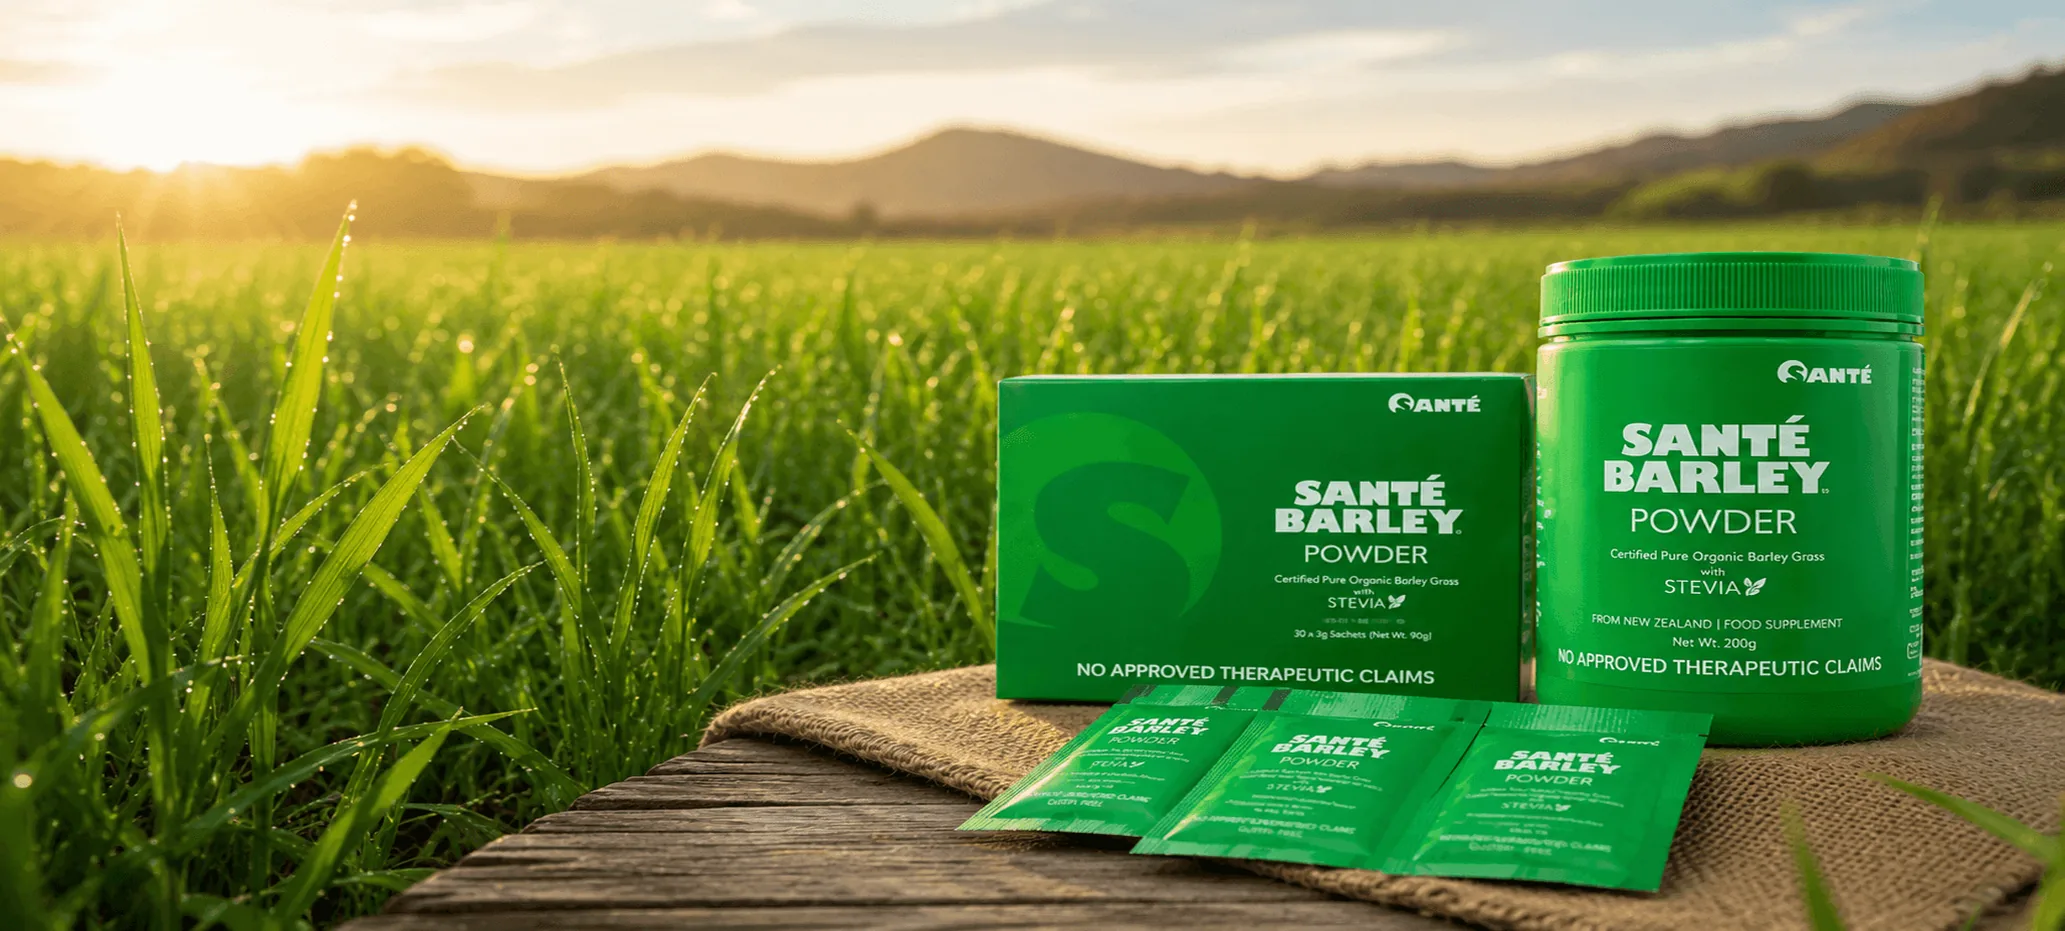 SANTÉ
SANTÉ
BARLEY
POWDER
Certified Pure Organic Barley Grass
with
STEVIA
30 x 3g Sachets (Net Wt. 90g)
NO APPROVED THERAPEUTIC CLAIMS
SANTÉ
SANTÉ
BARLEY
POWDER
Certified Pure Organic Barley Grass
with
STEVIA
FROM NEW ZEALAND | FOOD SUPPLEMENT
Net Wt. 200g
NO APPROVED THERAPEUTIC CLAIMS
SANTÉ
BARLEY
POWDER
STEVIA
SANTÉ
BARLEY
POWDER
STEVIA
SANTÉ
BARLEY
POWDER
STEVIA